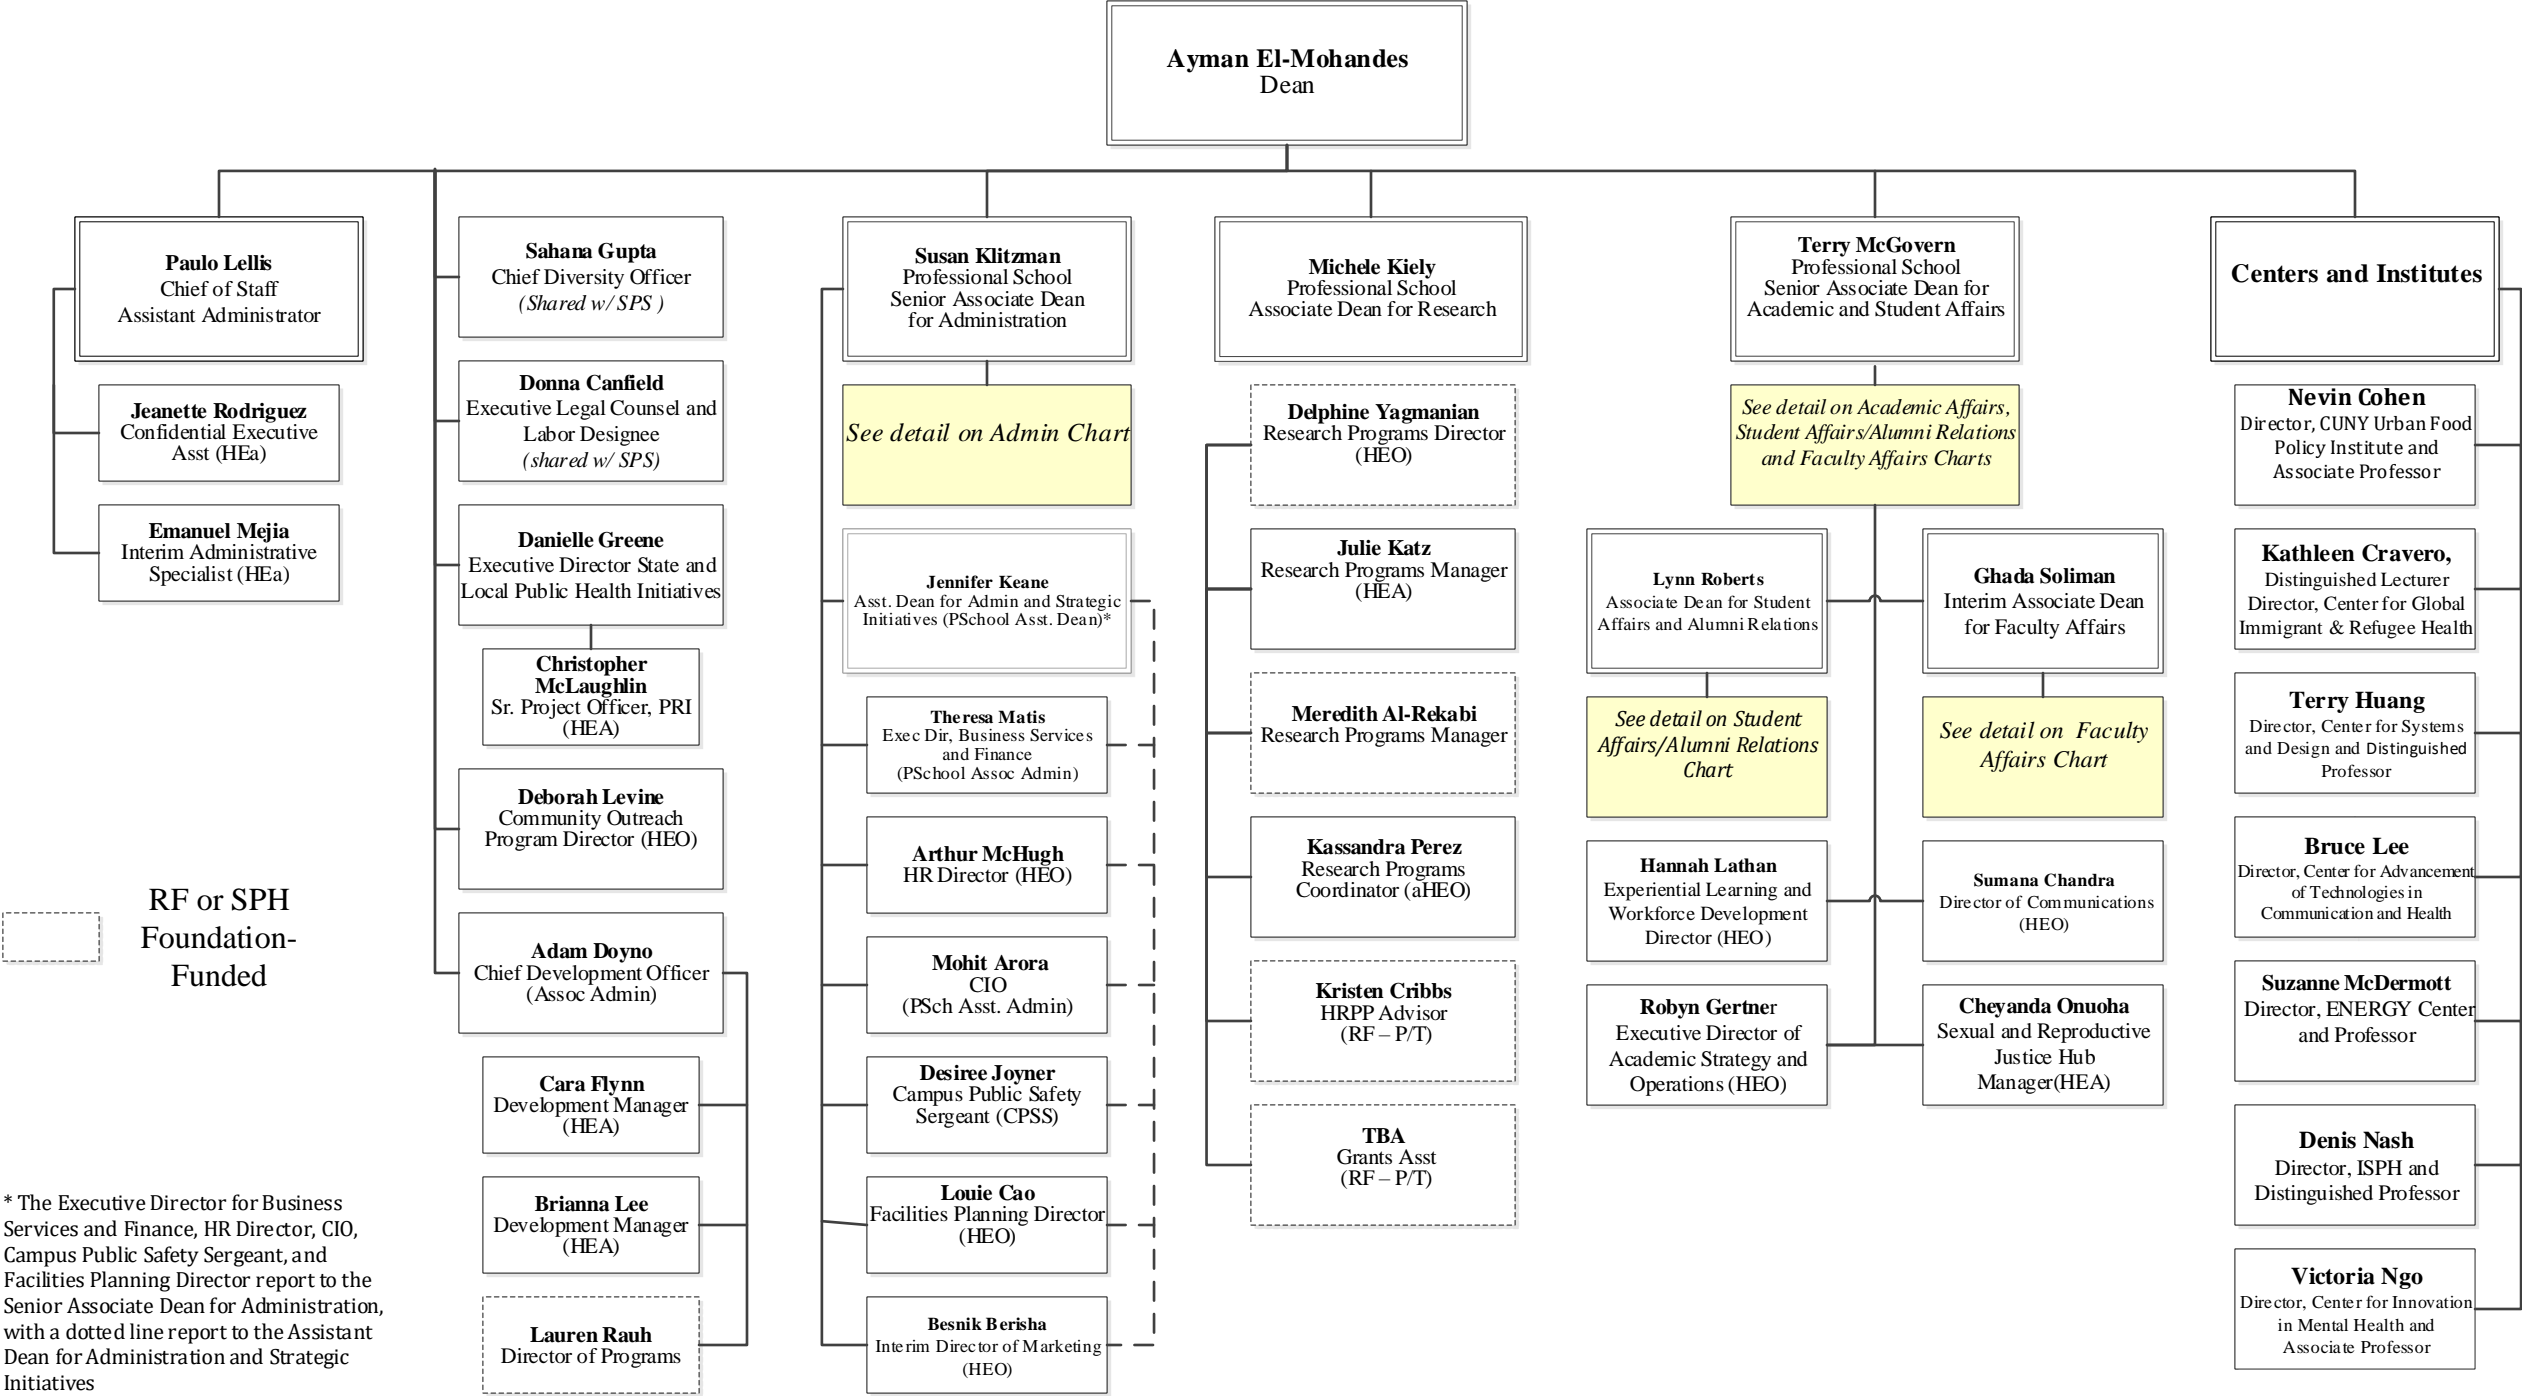 Ayman El-Mohandes
Dean
Paulo Lellis
Chief of Staff
Assistant Administrator
Jeanette Rodriguez
Confidential Executive
Asst (HEa)
Emanuel Mejia
Interim Administrative
Specialist (HEa)
Sahana Gupta
Chief Diversity Officer
(Shared w/ SPS )
Donna Canfield
Executive Legal Counsel and
Labor Designee
(shared w/ SPS)
Danielle Greene
Executive Director State and
Local Public Health Initiatives
Christopher
McLaughlin
Sr. Project Officer, PRI
(HEA)
Deborah Levine
Community Outreach
Program Director (HEO)
Adam Doyno
Chief Development Officer
(Assoc Admin)
Cara Flynn
Development Manager
(HEA)
Brianna Lee
Development Manager
(HEA)
Lauren Rauh
Director of Programs
Susan Klitzman
Professional School
Senior Associate Dean
for Administration
See detail on Admin Chart
Jennifer Keane
Asst. Dean for Admin and Strategic
Initiatives (PSchool Asst. Dean)*
Theresa Matis
Exec Dir, Business Services
and Finance
(PSchool Assoc Admin)
Arthur McHugh
HR Director (HEO)
Mohit Arora
CIO
(PSch Asst. Admin)
Desiree Joyner
Campus Public Safety
Sergeant (CPSS)
Louie Cao
Facilities Planning Director
(HEO)
Besnik Berisha
Interim Director of Marketing
(HEO)
Michele Kiely
Professional School
Associate Dean for Research
Delphine Yagmanian
Research Programs Director
(HEO)
Julie Katz
Research Programs Manager
(HEA)
Meredith Al-Rekabi
Research Programs Manager
Kassandra Perez
Research Programs
Coordinator (aHEO)
Kristen Cribbs
HRPP Advisor
(RF – P/T)
TBA
Grants Asst
(RF – P/T)
Terry McGovern
Professional School
Senior Associate Dean for
Academic and Student Affairs
See detail on Academic Affairs,
Student Affairs/Alumni Relations
and Faculty Affairs Charts
Lynn Roberts
Associate Dean for Student
Affairs and Alumni Relations
See detail on Student
Affairs/Alumni Relations
Chart
Ghada Soliman
Interim Associate Dean
for Faculty Affairs
See detail on Faculty
Affairs Chart
Hannah Lathan
Experiential Learning and
Workforce Development
Director (HEO)
Sumana Chandra
Director of Communications
(HEO)
Robyn Gertner
Executive Director of
Academic Strategy and
Operations (HEO)
Cheyanda Onuoha
Sexual and Reproductive
Justice Hub
Manager(HEA)
Centers and Institutes
Nevin Cohen
Director, CUNY Urban Food
Policy Institute and
Associate Professor
Kathleen Cravero,
Distinguished Lecturer
Director, Center for Global
Immigrant & Refugee Health
Terry Huang
Director, Center for Systems
and Design and Distinguished
Professor
Bruce Lee
Director, Center for Advancement
of Technologies in
Communication and Health
Suzanne McDermott
Director, ENERGY Center
and Professor
Denis Nash
Director, ISPH and
Distinguished Professor
Victoria Ngo
Director, Center for Innovation
in Mental Health and
Associate Professor
RF or SPH
Foundation-
Funded
* The Executive Director for Business
Services and Finance, HR Director, CIO,
Campus Public Safety Sergeant, and
Facilities Planning Director report to the
Senior Associate Dean for Administration,
with a dotted line report to the Assistant
Dean for Administration and Strategic
Initiatives